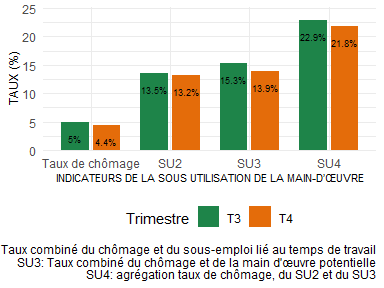 TAUX (%)
25
20
15
10
5
0
5%
4.4%
13.5%
13.2%
15.3%
13.9%
22.9%
21.8%
Taux de chômage SU2 SU3 SU4
INDICATEURS DE LA SOUS UTILISATION DE LA MAIN-D'ŒUVRE
Trimestre T3 T4
Taux combiné du chômage et du sous-emploi lié au temps de travail
SU3: Taux combiné du chômage et de la main d'œuvre potentielle
SU4: agrégation taux de chômage, du SU2 et du SU3